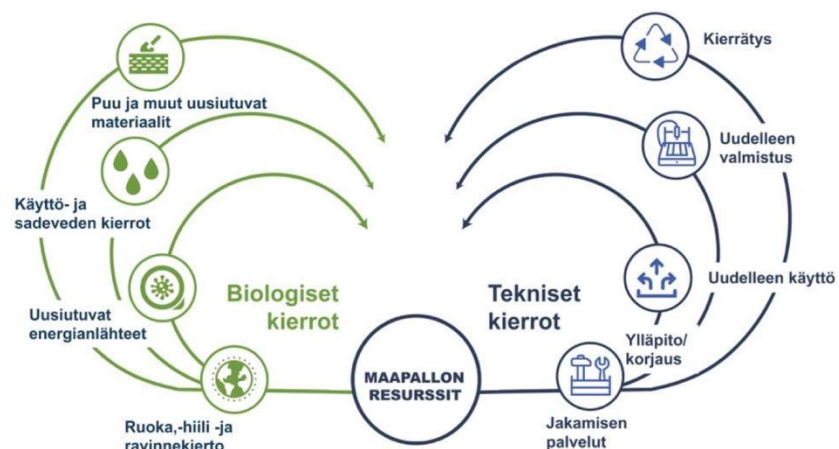 Puu ja muut uusiutuvat
materiaalit
Käyttö- ja
sadeveden kierrot
Uusiutuvat
energianlähteet
Ruoka,-hiili -ja
ravinnekierto
Biologiset
kierrot
MAAPALLON
RESURSSIT
Tekniset
kierrot
Kierrätys
Uudelleen
valmistus
Uudelleen käyttö
Ylläpito/
korjaus
Jakamisen
palvelut